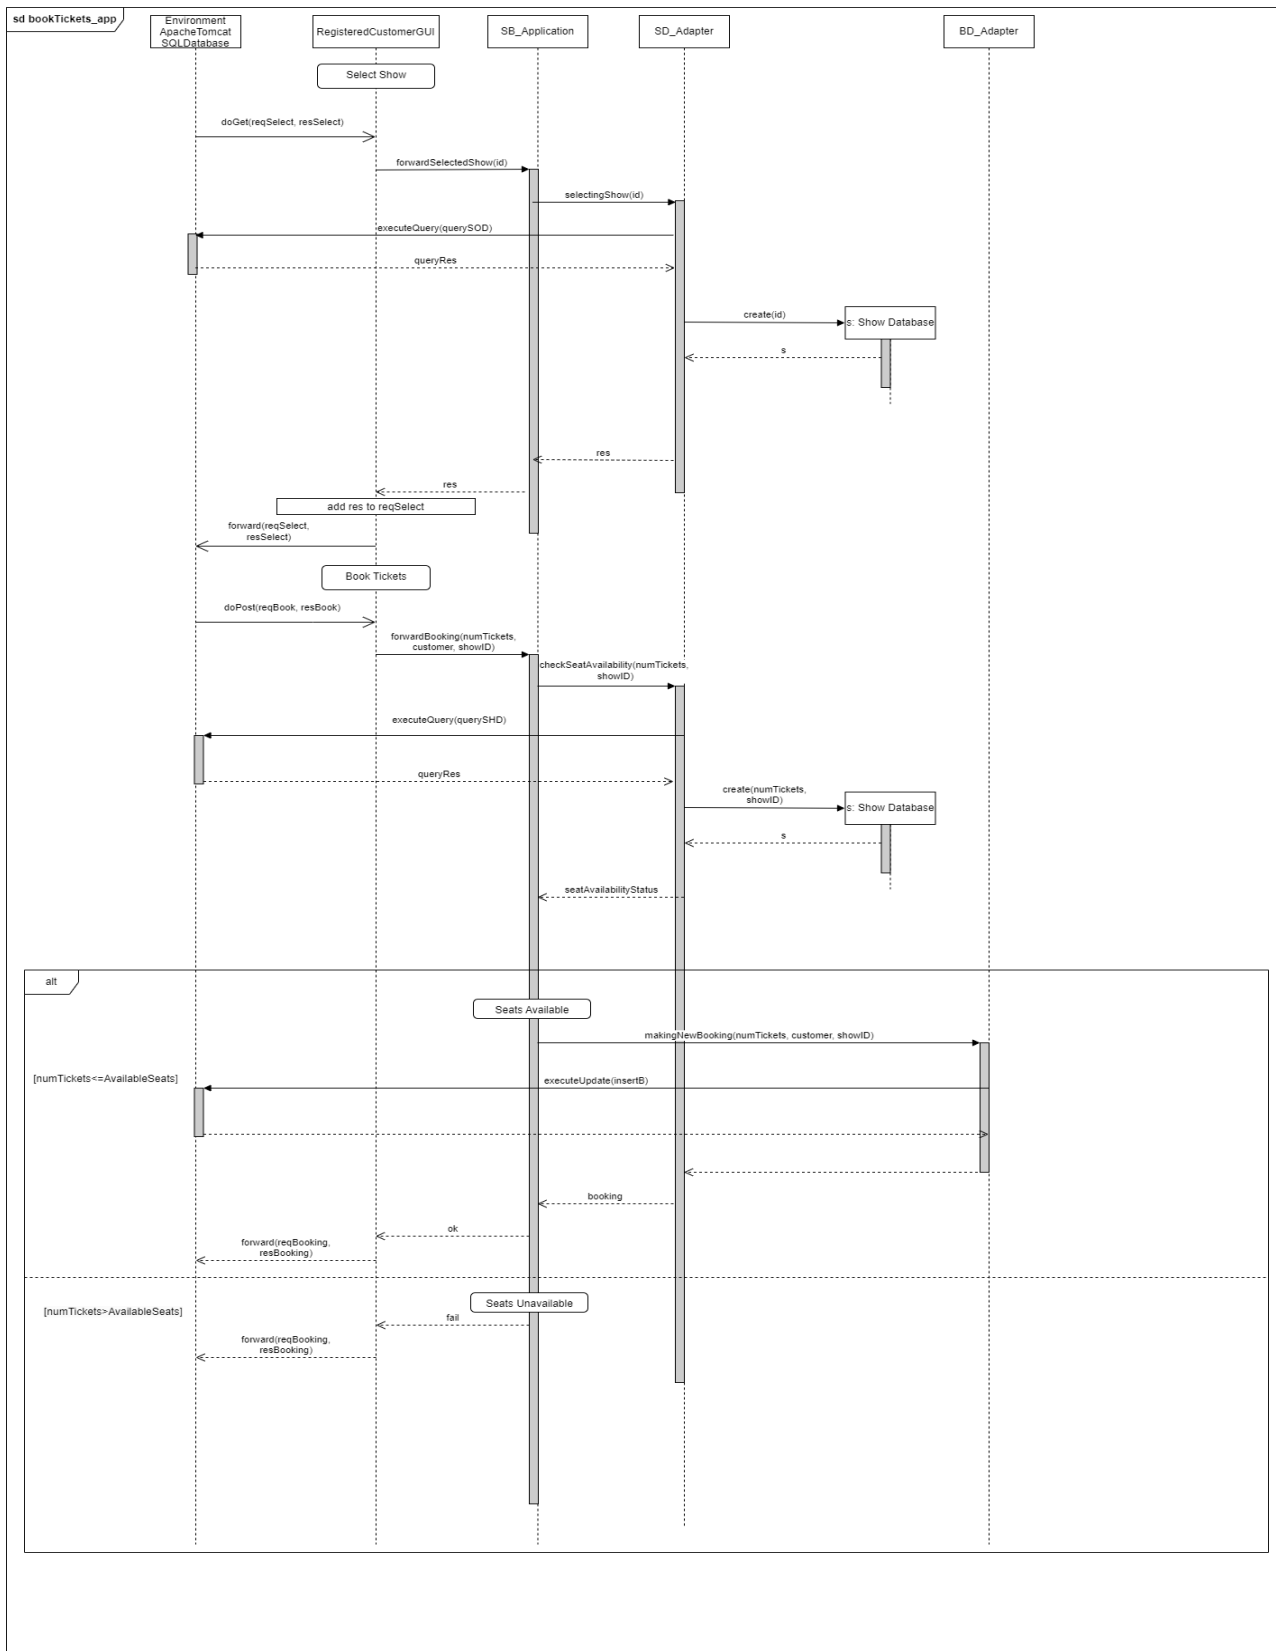 sd bookTickets_app
Environment
ApacheTomcat
SQLDatabase
RegisteredCustomerGUI
SB_Application
SD_Adapter
BD_Adapter
Select Show
doGet(reqSelect, resSelect)
forwardSelectedShow(id)
selectingShow(id)
executeQuery(querySOD)
queryRes
create(id)
s: Show Database
s
res
res
add res to reqSelect
forward(reqSelect,
resSelect)
Book Tickets
doPost(reqBook, resBook)
forwardBooking(numTickets,
customer, showID)
checkSeatAvailability(numTickets,
showID)
executeQuery(querySHD)
queryRes
create(numTickets,
showID)
s: Show Database
s
seatAvailabilityStatus
alt
Seats Available
makingNewBooking(numTickets, customer, showID)
[numTickets<=AvailableSeats]
executeUpdate(insertB)
booking
ok
forward(reqBooking,
resBooking)
Seats Unavailable
[numTickets>AvailableSeats]
fail
forward(reqBooking,
resBooking)